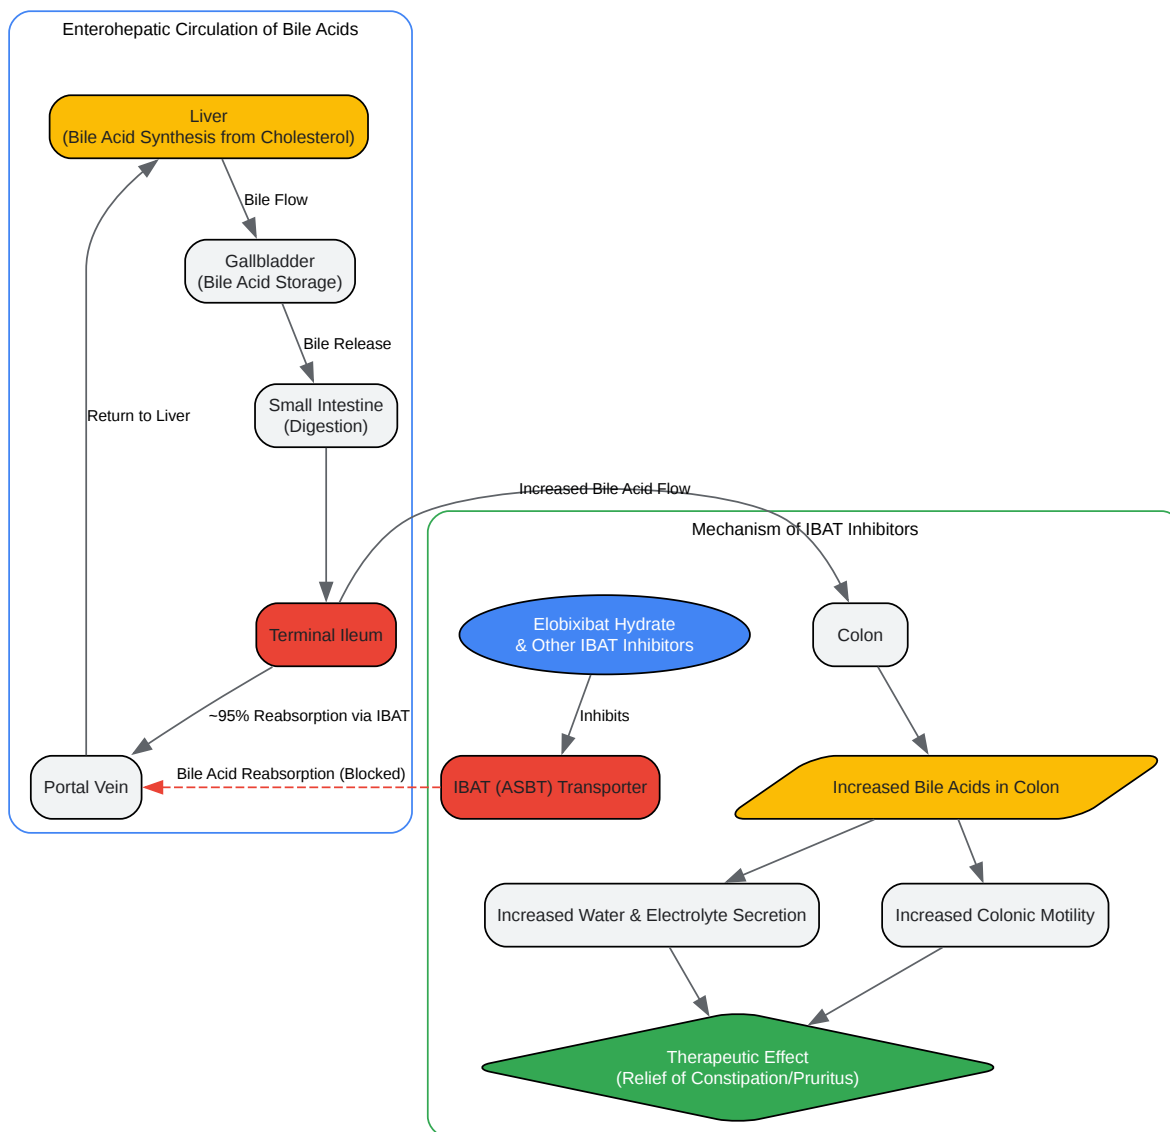 Enterohepatic Circulation of Bile Acids
Liver
(Bile Acid Synthesis from Cholesterol)
Bile Flow
Gallbladder
(Bile Acid Storage)
Bile Release
Small Intestine
(Digestion)
Return to Liver
Increased Bile Acid Flow
Mechanism of IBAT Inhibitors
Terminal Ileum
Elobixibat Hydrate
& Other IBAT Inhibitors
Colon
~95% Reabsorption via IBAT
Inhibits
Portal Vein
Bile Acid Reabsorption (Blocked)
IBAT (ASBT) Transporter
Increased Bile Acids in Colon
Increased Water & Electrolyte Secretion
Increased Colonic Motility
Therapeutic Effect
(Relief of Constipation/Pruritus)